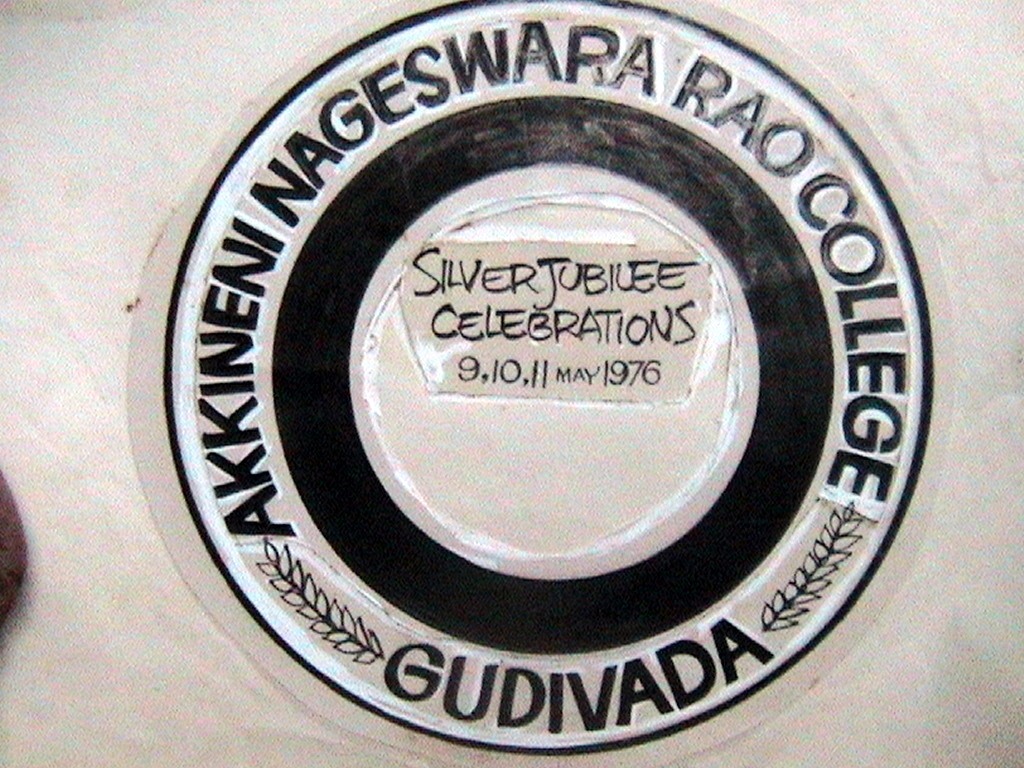 AKKINENI NAGESWARA RAO COLLEGE
SILVER JUBILEE
CELEBRATIONS
9,10,11 MAY 1976
GUDIVADA